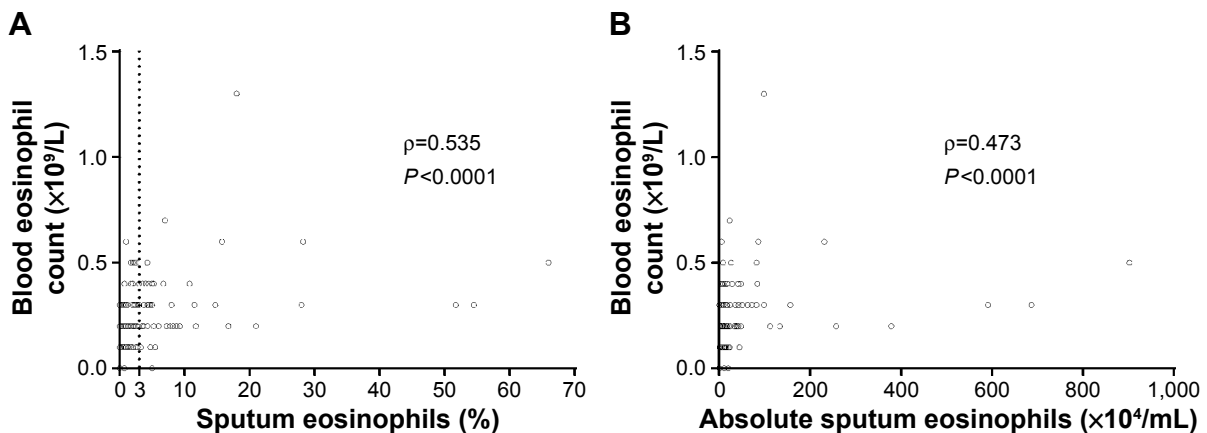 A
Blood eosinophil
count (×10⁹/L)
1.5
1.0
0.5
0.0
ρ=0.535
P<0.0001
0 3 10 20 30 40 50 60 70
Sputum eosinophils (%)
B
Blood eosinophil
count (×10⁹/L)
1.5
1.0
0.5
0.0
ρ=0.473
P<0.0001
0 200 400 600 800 1,000
Absolute sputum eosinophils (×10⁴/mL)